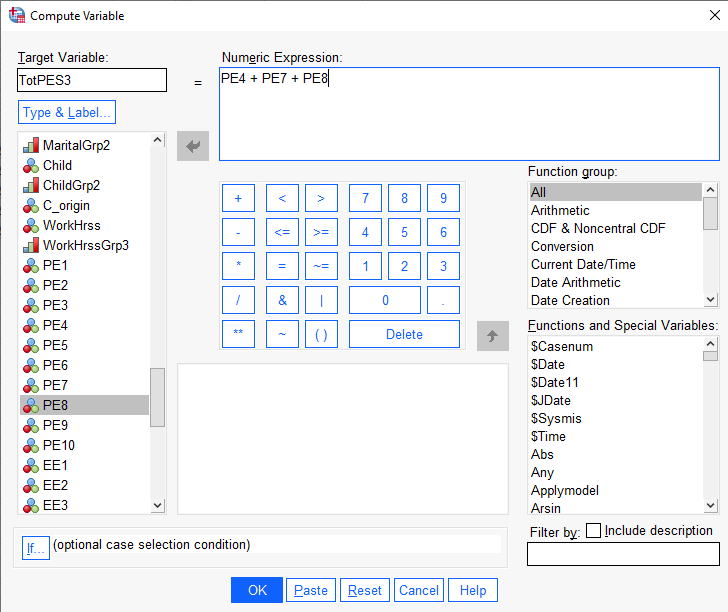 Compute Variable
Target Variable:
TotPES3
=
Numeric Expression:
PE4 + PE7 + PE8
Type & Label...
MaritalGrp2
Child
ChildGrp2
C_origin
WorkHrss
WorkHrssGrp3
PE1
PE2
PE3
PE4
PE5
PE6
PE7
PE8
PE9
PE10
EE1
EE2
EE3
+ < > 7 8 9
- <= >= 4 5 6
* = ~= 1 2 3
/ & | 0 .
** ~ ( ) Delete
Function group:
All
Arithmetic
CDF & Noncentral CDF
Conversion
Current Date/Time
Date Arithmetic
Date Creation
Functions and Special Variables:
$Casenum
$Date
$Date11
$JDate
$Sysmis
$Time
Abs
Any
Applymodel
Arsin
Filter by: Include description
If... (optional case selection condition)
OK Paste Reset Cancel Help